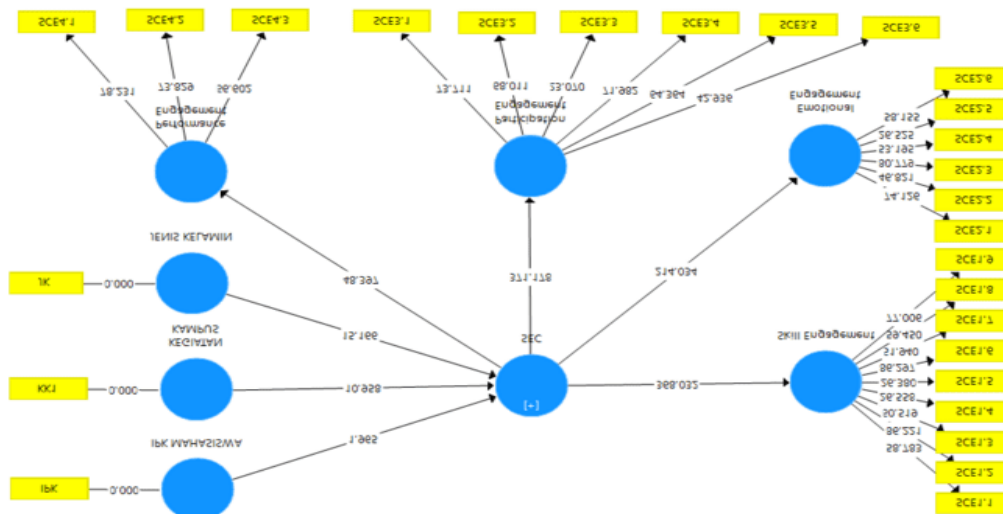 SCE1.1
IPK
0.000
SCE1.2
IPK MAHASISWA
SCE1.3
1.965
58.783
86.221
50.519
SCE1.4
26.558
SCE1.5
26.380
KK1
0.000
10.958
[+]
368.032
86.297
SCE1.6
51.940
SCE1.7
KEGIATAN
KAMPUS
SEC
Skill Engagement
59.450
77.006
SCE1.8
15.166
JK
0.000
SCE1.9
48.397
371.178
214.034
JENIS KELAMIN
SCE2.1
SCE2.2
74.126
46.821
SCE2.3
80.779
53.195
SCE2.4
26.525
SCE2.5
58.155
SCE2.6
Performance
Engagement
Participation
Engagement
Emotional
Engagement
78.231
73.829
56.602
73.711
68.011
23.070
71.982
54.364
42.936
SCE4.1
SCE4.2
SCE4.3
SCE3.1
SCE3.2
SCE3.3
SCE3.4
SCE3.5
SCE3.6